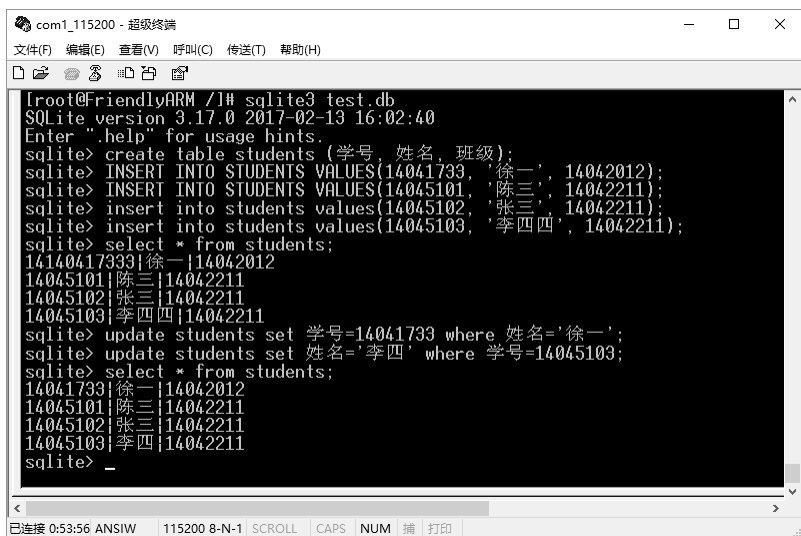 com1_115200 - 超级终端
文件(F) 编辑(E) 查看(V) 呼叫(C) 传送(T) 帮助(H)
[root@FriendlyARM /]# sqlite3 test.db
SQLite version 3.17.0 2017-02-13 16:02:40
Enter ".help" for usage hints.
sqlite> create table students (学号, 姓名, 班级);
sqlite> INSERT INTO STUDENTS VALUES(14041733, '徐一', 14042012);
sqlite> INSERT INTO STUDENTS VALUES(14045101, '陈三', 14042211);
sqlite> insert into students values(14045102, '张三', 14042211);
sqlite> insert into students values(14045103, '李四四', 14042211);
sqlite> select * from students;
14140417333|徐一|14042012
14045101|陈三|14042211
14045102|张三|14042211
14045103|李四四|14042211
sqlite> update students set 学号=14041733 where 姓名='徐一';
sqlite> update students set 姓名='李四' where 学号=14045103;
sqlite> select * from students;
14041733|徐一|14042012
14045101|陈三|14042211
14045102|张三|14042211
14045103|李四|14042211
sqlite> _
已连接 0:53:56 ANSIW 115200 8-N-1 SCROLL CAPS NUM 捕 打印